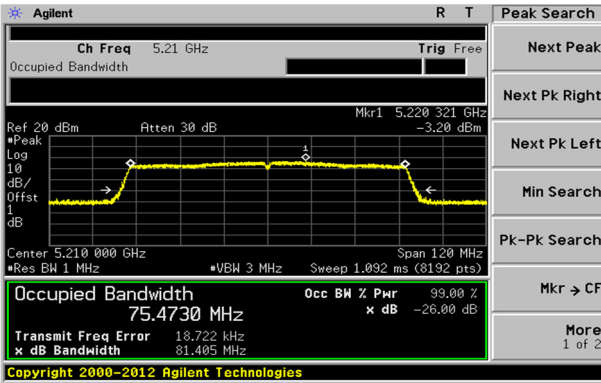 Agilent R T
Peak Search
Ch Freq 5.21 GHz Trig Free
Occupied Bandwidth
Next Peak
Next Pk Right
Mkr1 5.220 321 GHz
Ref 20 dBm Atten 30 dB -3.20 dBm
#Peak
Log
10
dB/
Offst
1
dB
1
Next Pk Left
Min Search
Pk-Pk Search
Center 5.210 000 GHz Span 120 MHz
#Res BW 1 MHz #VBW 3 MHz Sweep 1.092 ms (8192 pts)
Occupied Bandwidth Occ BW % Pwr 99.00 %
75.4730 MHz x dB -26.00 dB
Transmit Freq Error 18.722 kHz
x dB Bandwidth 81.405 MHz
Mkr → CF
More
1 of 2
Copyright 2000-2012 Agilent Technologies